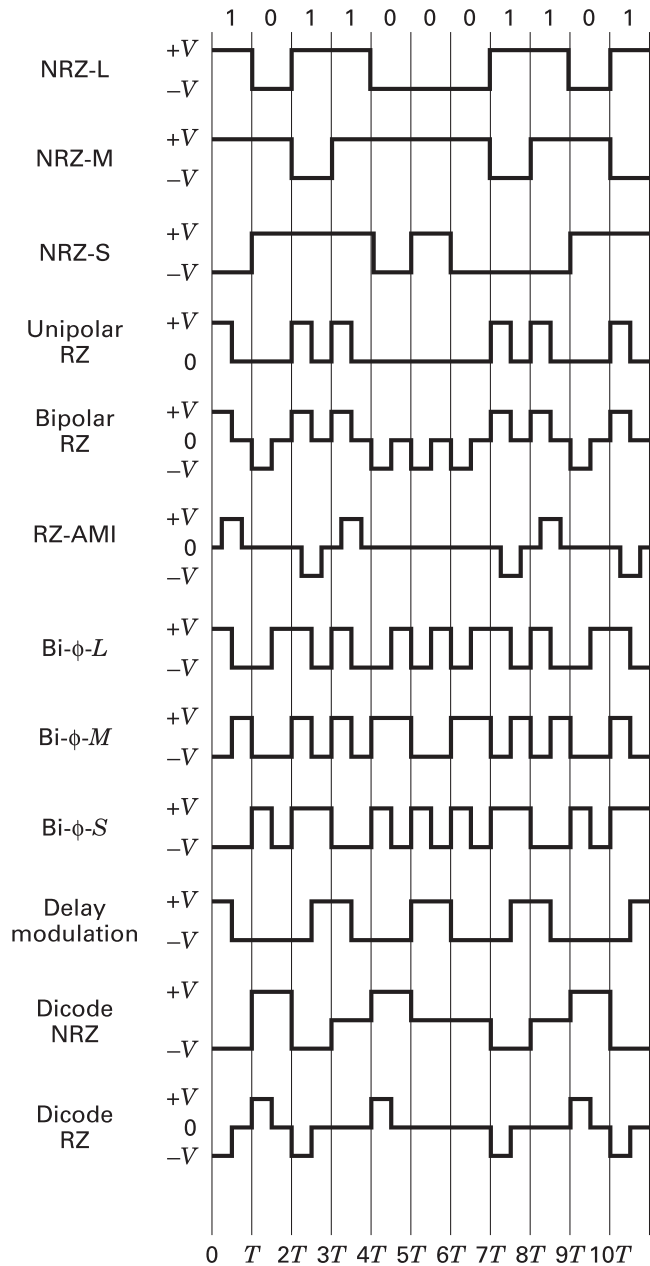 1 0 1 1 0 0 0 1 1 0 1
NRZ-L
+V
−V
NRZ-M
+V
−V
NRZ-S
+V
−V
Unipolar
RZ
+V
0
Bipolar
RZ
+V
0
−V
RZ-AMI
+V
0
−V
Bi-ϕ-L
+V
−V
Bi-ϕ-M
+V
−V
Bi-ϕ-S
+V
−V
Delay
modulation
+V
−V
Dicode
NRZ
+V
−V
Dicode
RZ
+V
0
−V
0 T 2T 3T 4T 5T 6T 7T 8T 9T 10T